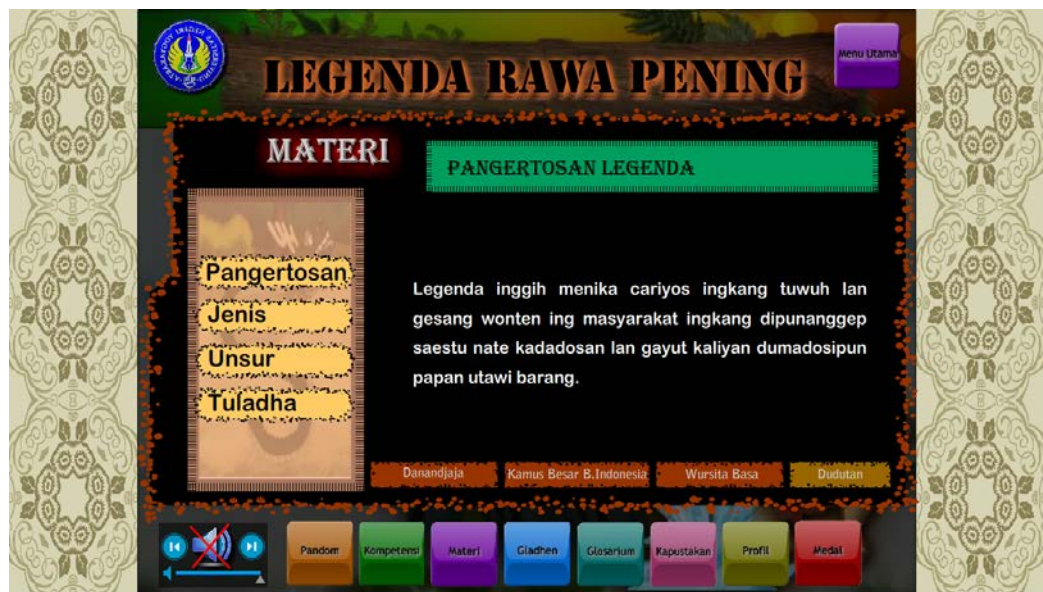 Menu Utama
LEGENDA RAWA PENING
MATERI
PANGERTOSAN LEGENDA
Pangertosan
Jenis
Unsur
Tuladha
Legenda inggih menika cariyos ingkang tuwuh lan
gesang wonten ing masyarakat ingkang dipunanggep
saestu nate kadadosan lan gayut kaliyan dumadosipun
papan utawi barang.
Danandjaja
Kamus Besar B.Indonesia
Wursita Basa
Dudutan
Pandom
Kompetensi
Materi
Gladhen
Glosarium
Kapustakan
Profil
Medal